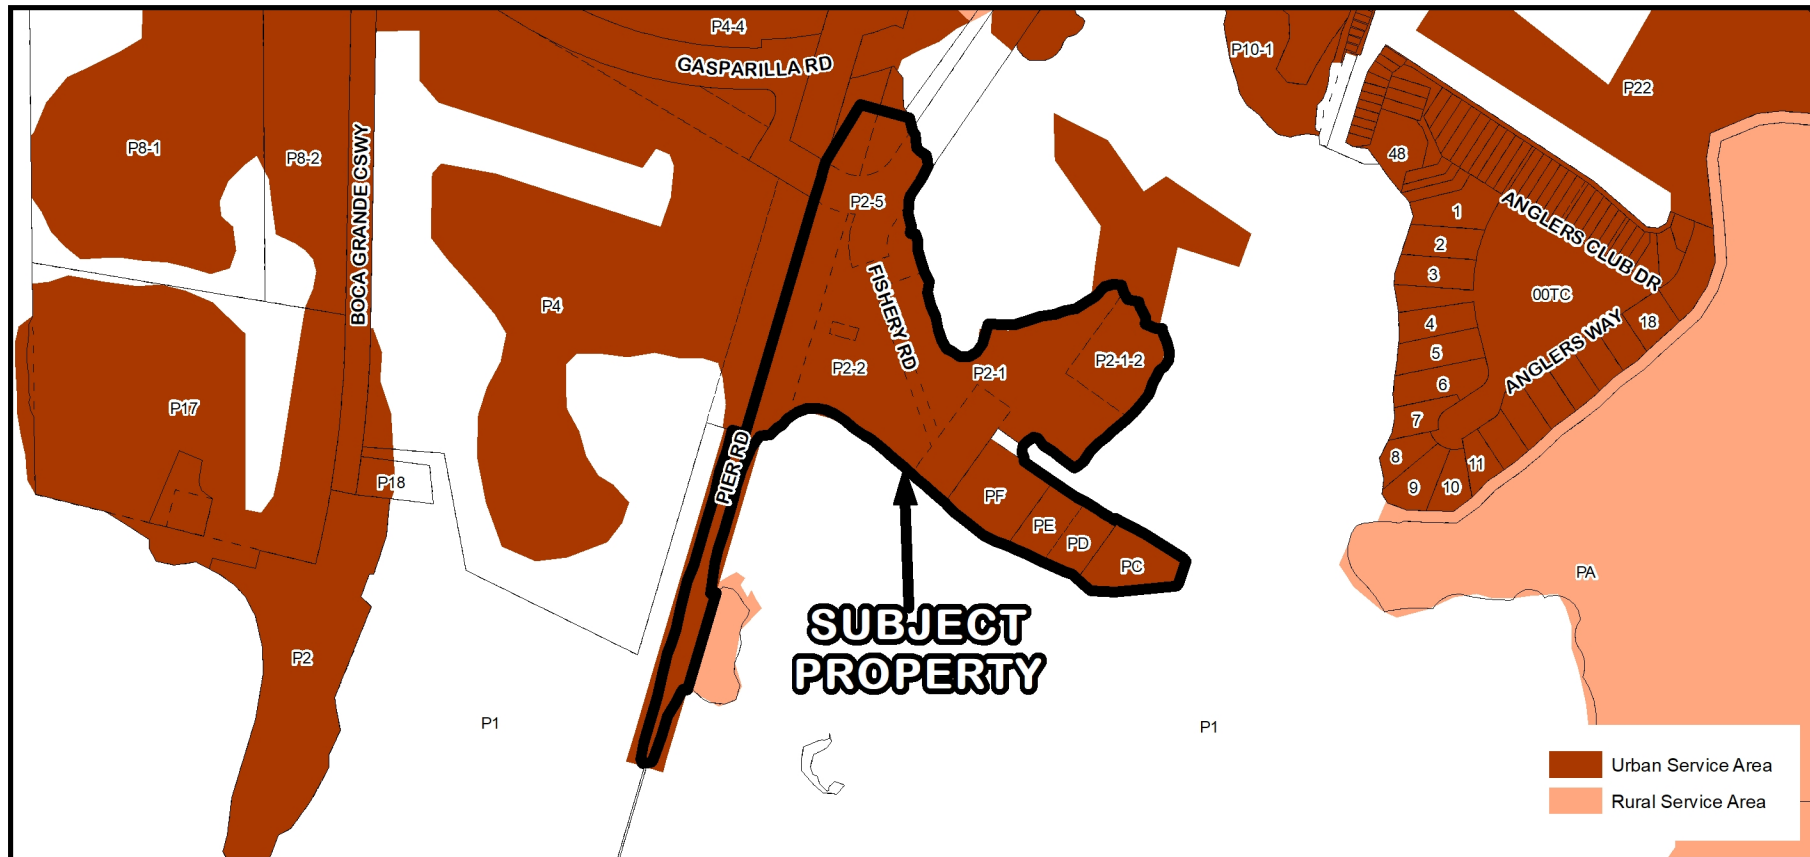 P4-4
GASPARILLA RD
P10-1
P22
P8-1
P8-2
BOCA GRANDE CSWY
48
P2-5
1
ANGLERS CLUB DR
2
3
FISHERY RD
00TC
P4
4
18
5
ANGLERS WAY
P2-2
P2-1
P2-1-2
6
P17
7
PIER RD
8
11
P18
9
10
PF
PE
PD
PC
PA
SUBJECT
PROPERTY
P2
P1
P1
Urban Service Area
Rural Service Area